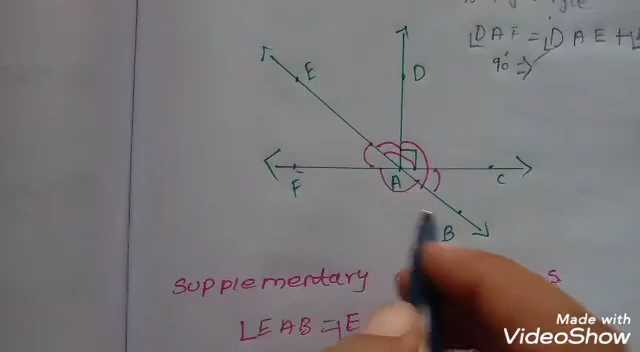 ∠DAF = ∠DAE + ∠
90° ⇒
E
D
F
A
C
B
supplementary s
∠EAB = E
Made with
VideoShow